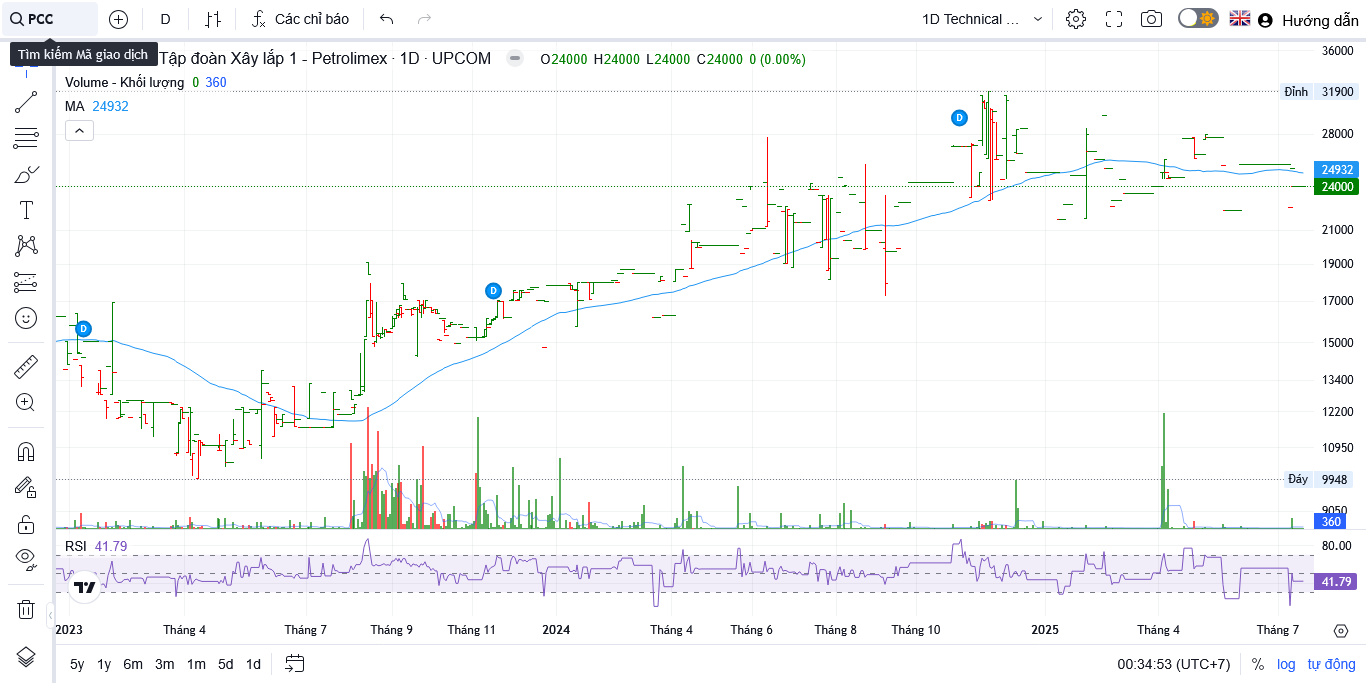 PCC D Các chỉ báo 1D Technical ... Hướng dẫn
Tìm kiếm Mã giao dịch
Tập đoàn Xây lắp 1 - Petrolimex · 1D · UPCOM O24000 H24000 L24000 C24000 0 (0.00%)
Volume - Khối lượng 0 360
MA 24932
36000
Đỉnh 31900
28000
24932
24000
21000
19000
17000
15000
13400
12200
10950
Đáy 9948
9050
360
D
D
D
RSI 41.79
80.00
41.79
2023 Tháng 4 Tháng 7 Tháng 9 Tháng 11 2024 Tháng 4 Tháng 6 Tháng 8 Tháng 10 2025 Tháng 4 Tháng 7
5y 1y 6m 3m 1m 5d 1d 00:34:53 (UTC+7) % log tự động